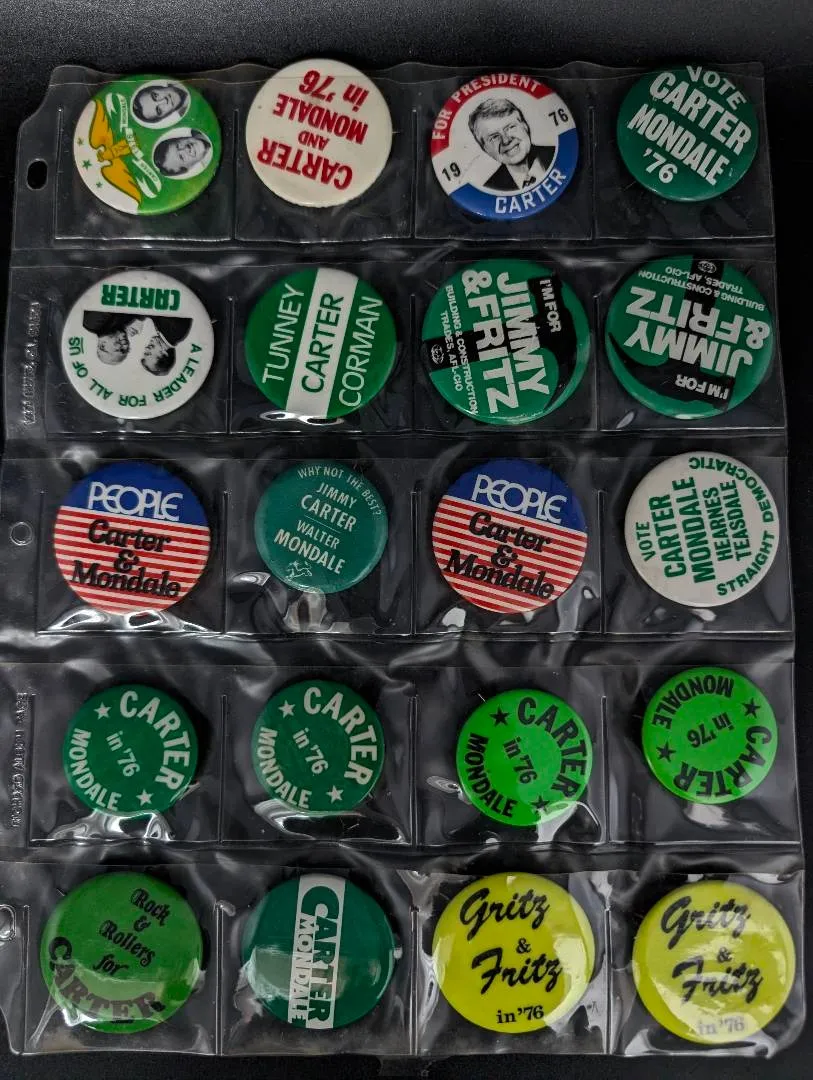 MONDALE
1976
CARTER
CARTER
AND
MONDALE
in '76
FOR PRESIDENT
19 76
CARTER
VOTE
CARTER
MONDALE
'76
CARTER
A LEADER FOR ALL OF US
TUNNEY
CARTER
CORMAN
I'M FOR
JIMMY
&FRITZ
BUILDING & CONSTRUCTION
TRADES, AFL-CIO
I'M FOR
JIMMY
&FRITZ
BUILDING & CONSTRUCTION
TRADES, AFL-CIO
PEOPLE
Carter
&
Mondale
WHY NOT THE BEST?
JIMMY
CARTER
WALTER
MONDALE
PEOPLE
Carter
&
Mondale
VOTE
CARTER
MONDALE
HEARNES
TEASDALE
STRAIGHT DEMOCRATIC
CARTER
in '76
MONDALE
CARTER
in '76
MONDALE
CARTER
in '76
MONDALE
CARTER
in '76
MONDALE
Rock
&
Rollers
for
CARTER
CARTER
MONDALE
Gritz
&
Fritz
in '76
Gritz
&
Fritz
in '76